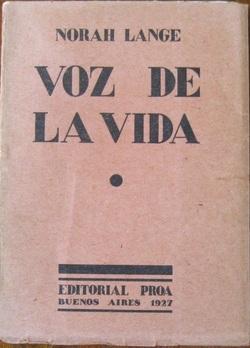 NORAH LANGE
VOZ DE
LA VIDA
EDITORIAL PROA
BUENOS AIRES 1927